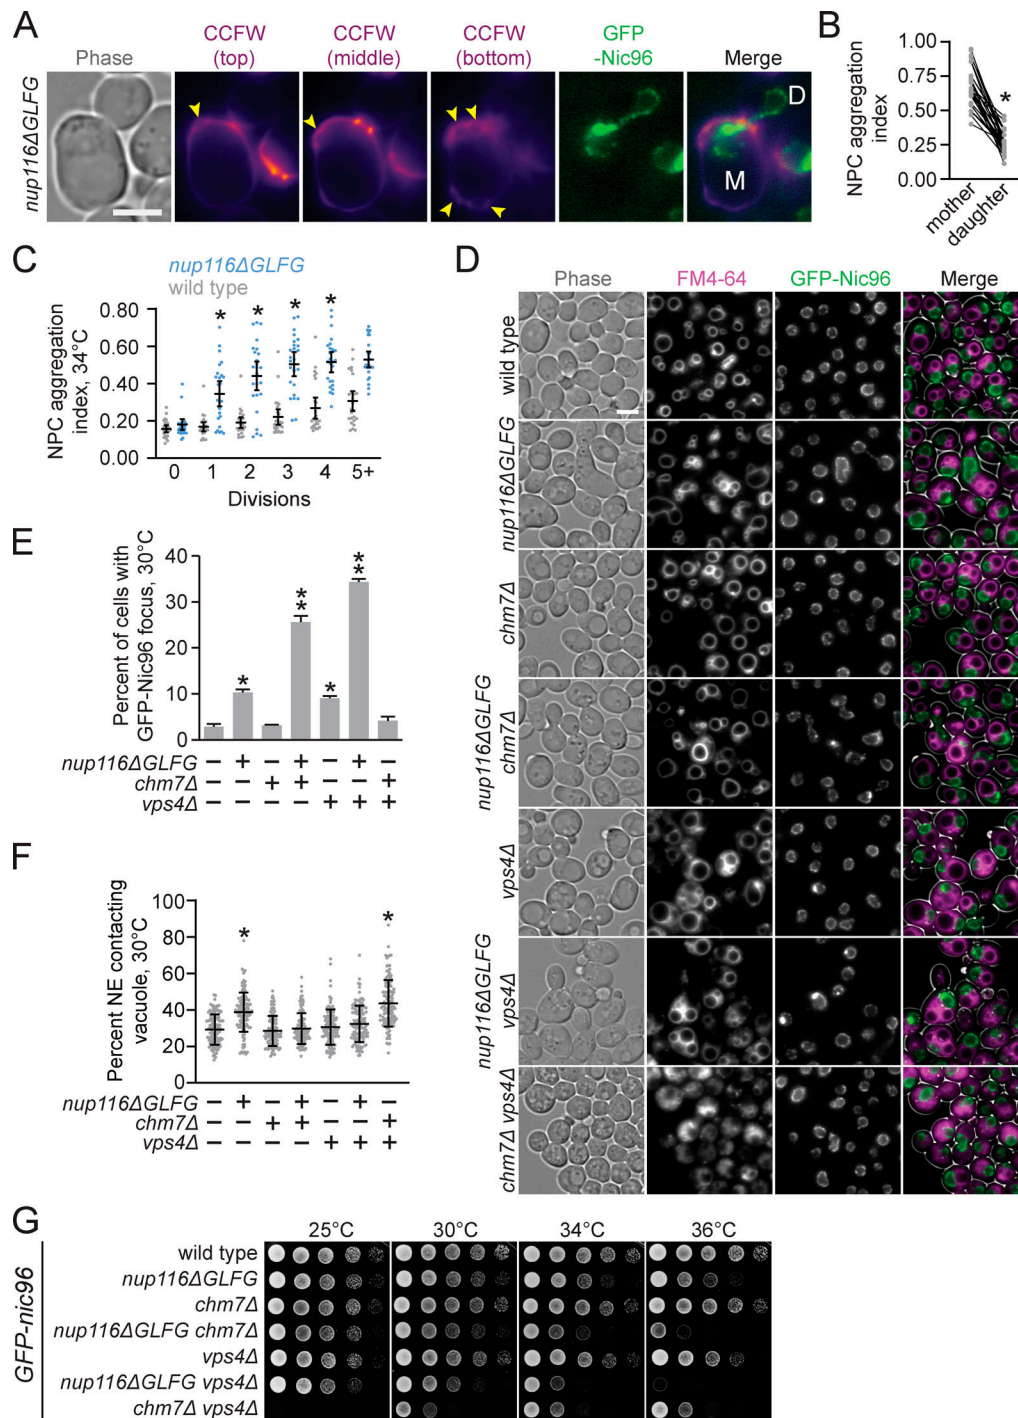 A
Phase
CCFW (top)
CCFW (middle)
CCFW (bottom)
GFP -Nic96
Merge
nup116ΔGLFG
D
M
B
NPC aggregation index
1.00
0.75
0.50
0.25
0.00
*
mother
daughter
C
nup116ΔGLFG
wild type
NPC aggregation index, 34°C
0.80
0.60
0.40
0.20
0.00
* * * *
0 1 2 3 4 5+
Divisions
D
Phase
FM4-64
GFP-Nic96
Merge
wild type
nup116ΔGLFG
chm7Δ
nup116ΔGLFG chm7Δ
vps4Δ
nup116ΔGLFG vps4Δ
chm7Δ vps4Δ
E
Percent of cells with GFP-Nic96 focus, 30°C
40
30
20
10
0
* ** * **
nup116ΔGLFG − + − + − + −
chm7Δ − − + + − − +
vps4Δ − − − − + + +
F
Percent NE contacting vacuole, 30°C
100
80
60
40
20
0
* *
nup116ΔGLFG − + − + − + −
chm7Δ − − + + − − +
vps4Δ − − − − + + +
G
25°C 30°C 34°C 36°C
GFP-nic96
wild type
nup116ΔGLFG
chm7Δ
nup116ΔGLFG chm7Δ
vps4Δ
nup116ΔGLFG vps4Δ
chm7Δ vps4Δ